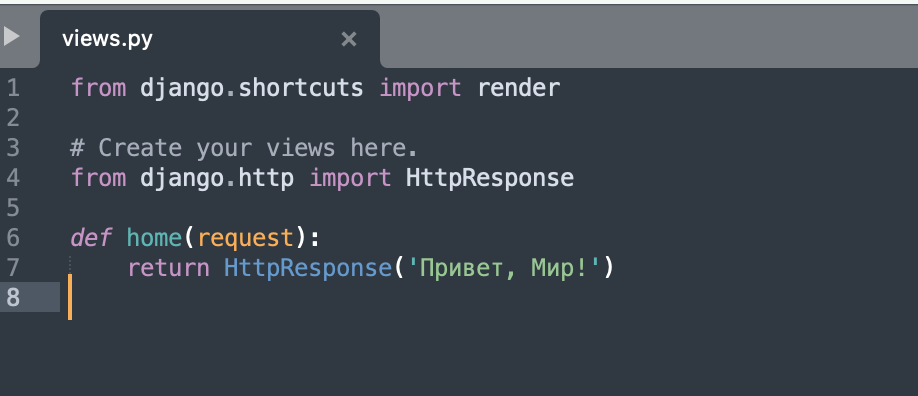 views.py ×
1 from django.shortcuts import render
2
3 # Create your views here.
4 from django.http import HttpResponse
5
6 def home(request):
7     return HttpResponse('Привет, Мир!')
8